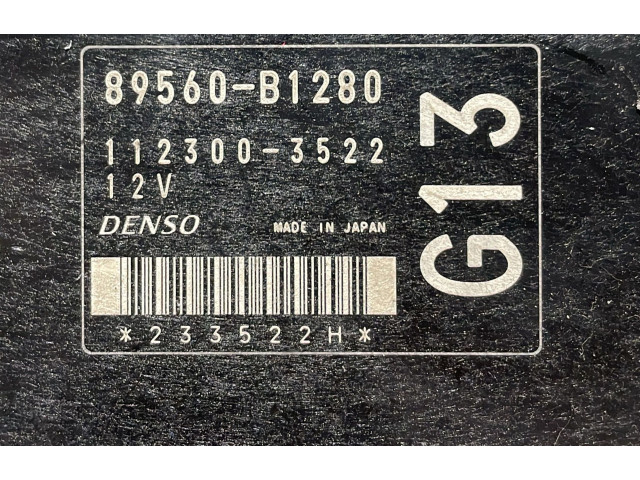 89560-B1280
112300-3522
12V
DENSO MADE IN JAPAN
*233522H*
G13